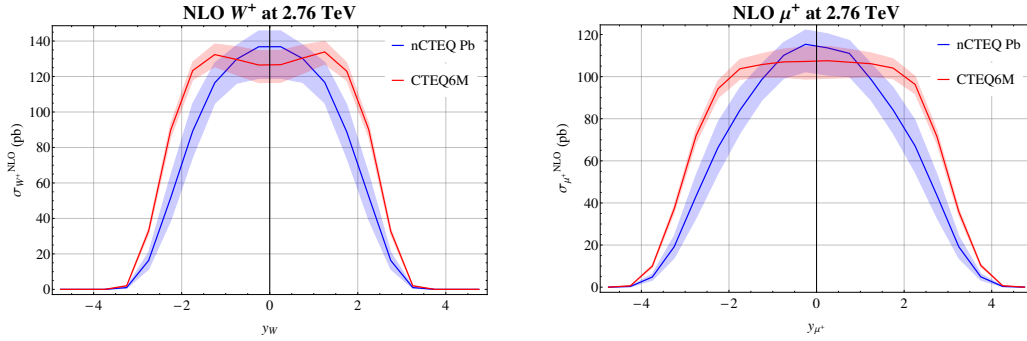 NLO W⁺ at 2.76 TeV
140
120
100
80
60
40
20
0
σ_W⁺^NLO (pb)
−4
−2
0
2
4
y_W
nCTEQ Pb
CTEQ6M
NLO μ⁺ at 2.76 TeV
120
100
80
60
40
20
0
σ_μ⁺^NLO (pb)
−4
−2
0
2
4
y_μ⁺
nCTEQ Pb
CTEQ6M